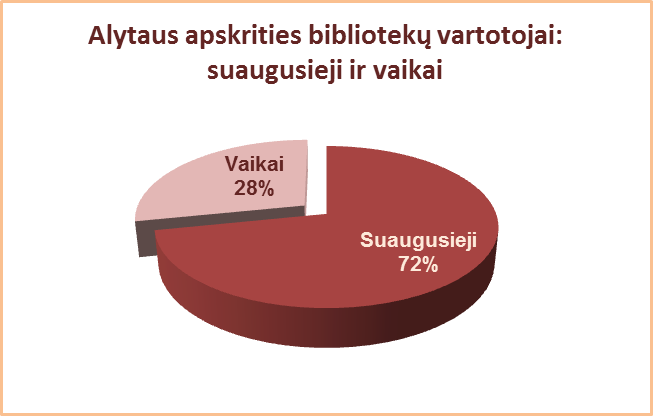 Alytaus apskrities bibliotekų vartotojai:
suaugusieji ir vaikai
Vaikai
28%
Suaugusieji
72%